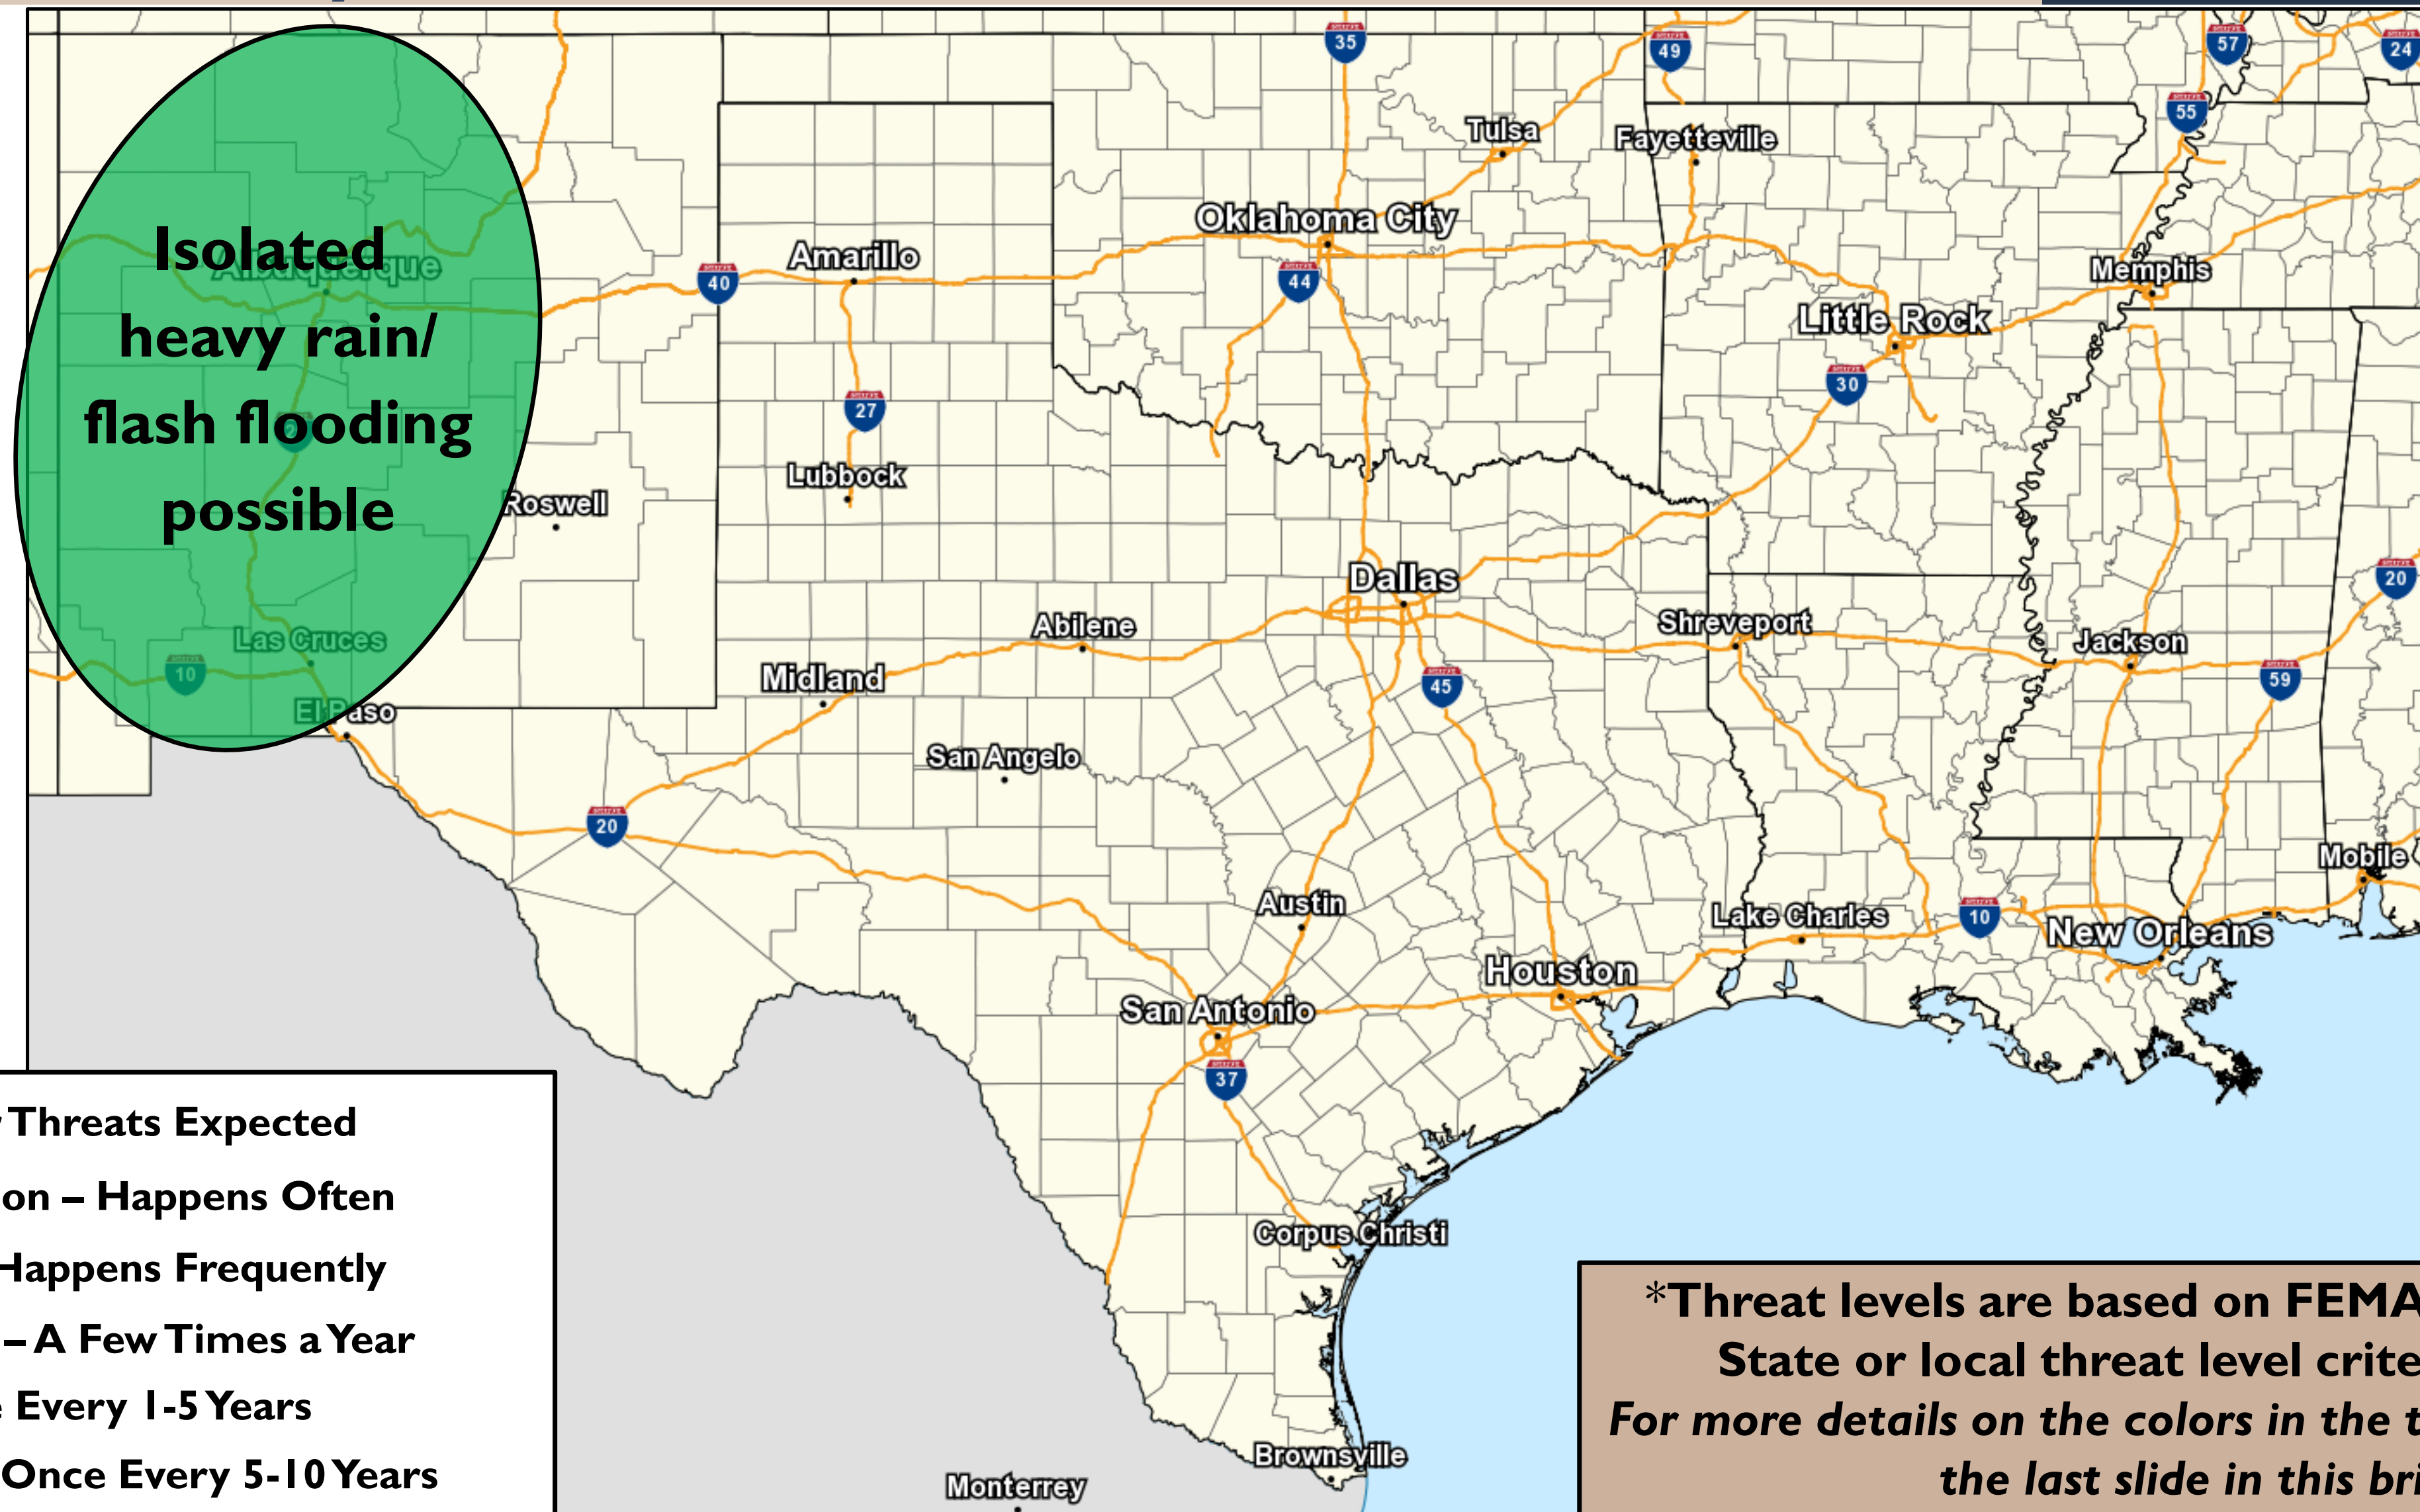 35
49
57
24
55
Tulsa
Fayetteville
Oklahoma City
Isolated
heavy rain/
flash flooding
possible
Albuquerque
Amarillo
40
44
Memphis
Little Rock
30
27
Lubbock
Roswell
Dallas
20
Las Cruces
10
Abilene
Shreveport
Jackson
Midland
45
59
El Paso
San Angelo
20
Mobile
Austin
Lake Charles
10
New Orleans
Houston
San Antonio
37
Corpus Christi
Brownsville
Monterrey
Threats Expected
on – Happens Often
Happens Frequently
– A Few Times a Year
Every 1-5 Years
Once Every 5-10 Years
*Threat levels are based on FEMA
State or local threat level crite
For more details on the colors in the t
the last slide in this bri